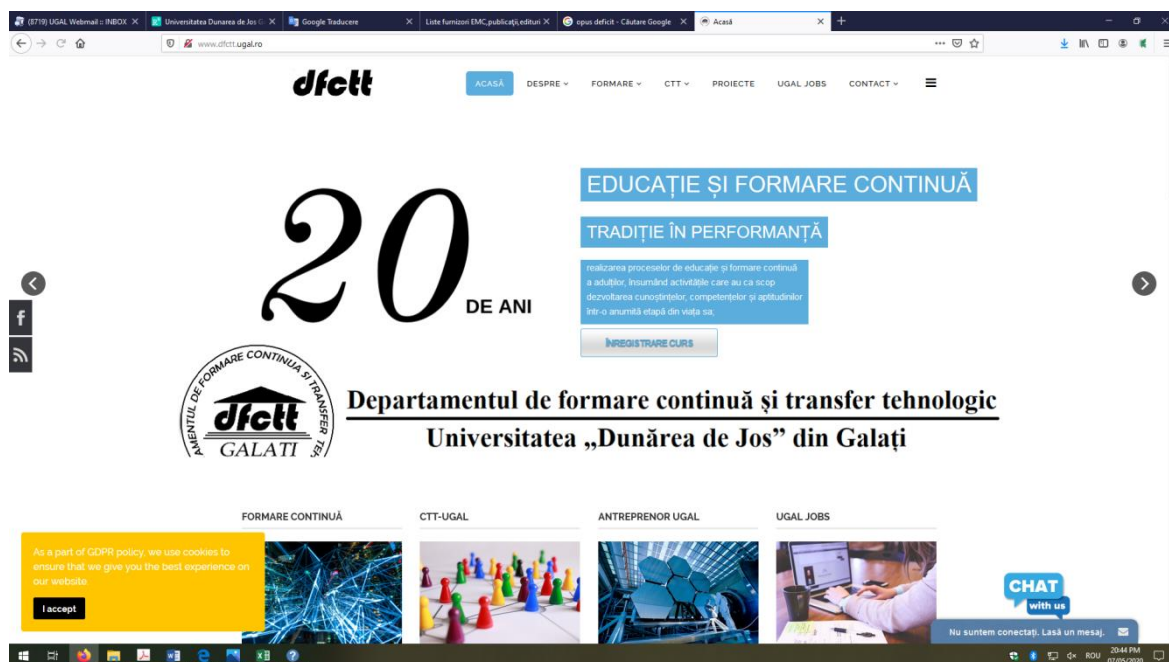 (8719) UGAL Webmail :: INBOX
Universitatea Dunarea de Jos
Google Traducere
Liste furnizori EMC,publicaţii,edituri
opus deficit - Căutare Google
Acasă
www.dfctt.ugal.ro
dfctt
ACASĂ
DESPRE
FORMARE
CTT
PROIECTE
UGAL JOBS
CONTACT
20
DE ANI
EDUCAȚIE ȘI FORMARE CONTINUĂ
TRADIȚIE ÎN PERFORMANȚĂ
realizarea proceselor de educație și formare continuă
a adulților, însumând activitățile care au ca scop
dezvoltarea cunoștințelor, competențelor și aptitudinilor
într-o anumită etapă din viața sa;
ÎNREGISTRARE CURS
DE FORMARE CONTINUA SI TRANSFER
dfctt
GALATI
Departamentul de formare continuă și transfer tehnologic
Universitatea „Dunărea de Jos” din Galați
FORMARE CONTINUĂ
CTT-UGAL
ANTREPRENOR UGAL
UGAL JOBS
As a part of GDPR policy, we use cookies to
ensure that we give you the best experience on
our website.
I accept
CHAT
with us
Nu suntem conectați. Lasă un mesaj.
ROU
20:44 PM
07/05/2020